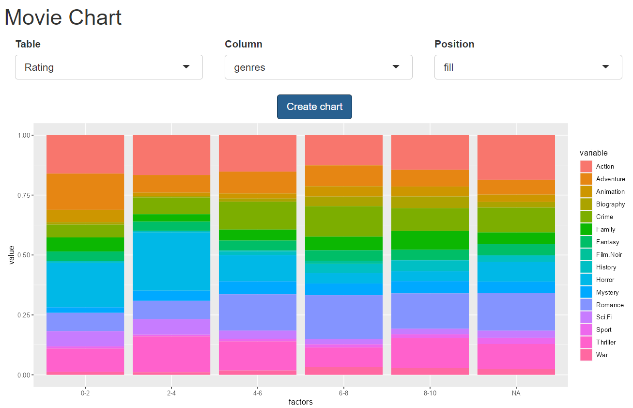 Movie Chart
Table
Column
Position
Rating
genres
fill
Create chart
1.00
0.75
0.50
0.25
0.00
value
0-2
2-4
4-6
6-8
8-10
NA
factors
variable
Action
Adventure
Animation
Biography
Crime
Family
Fantasy
Film.Noir
History
Horror
Mystery
Romance
Sci.Fi
Sport
Thriller
War